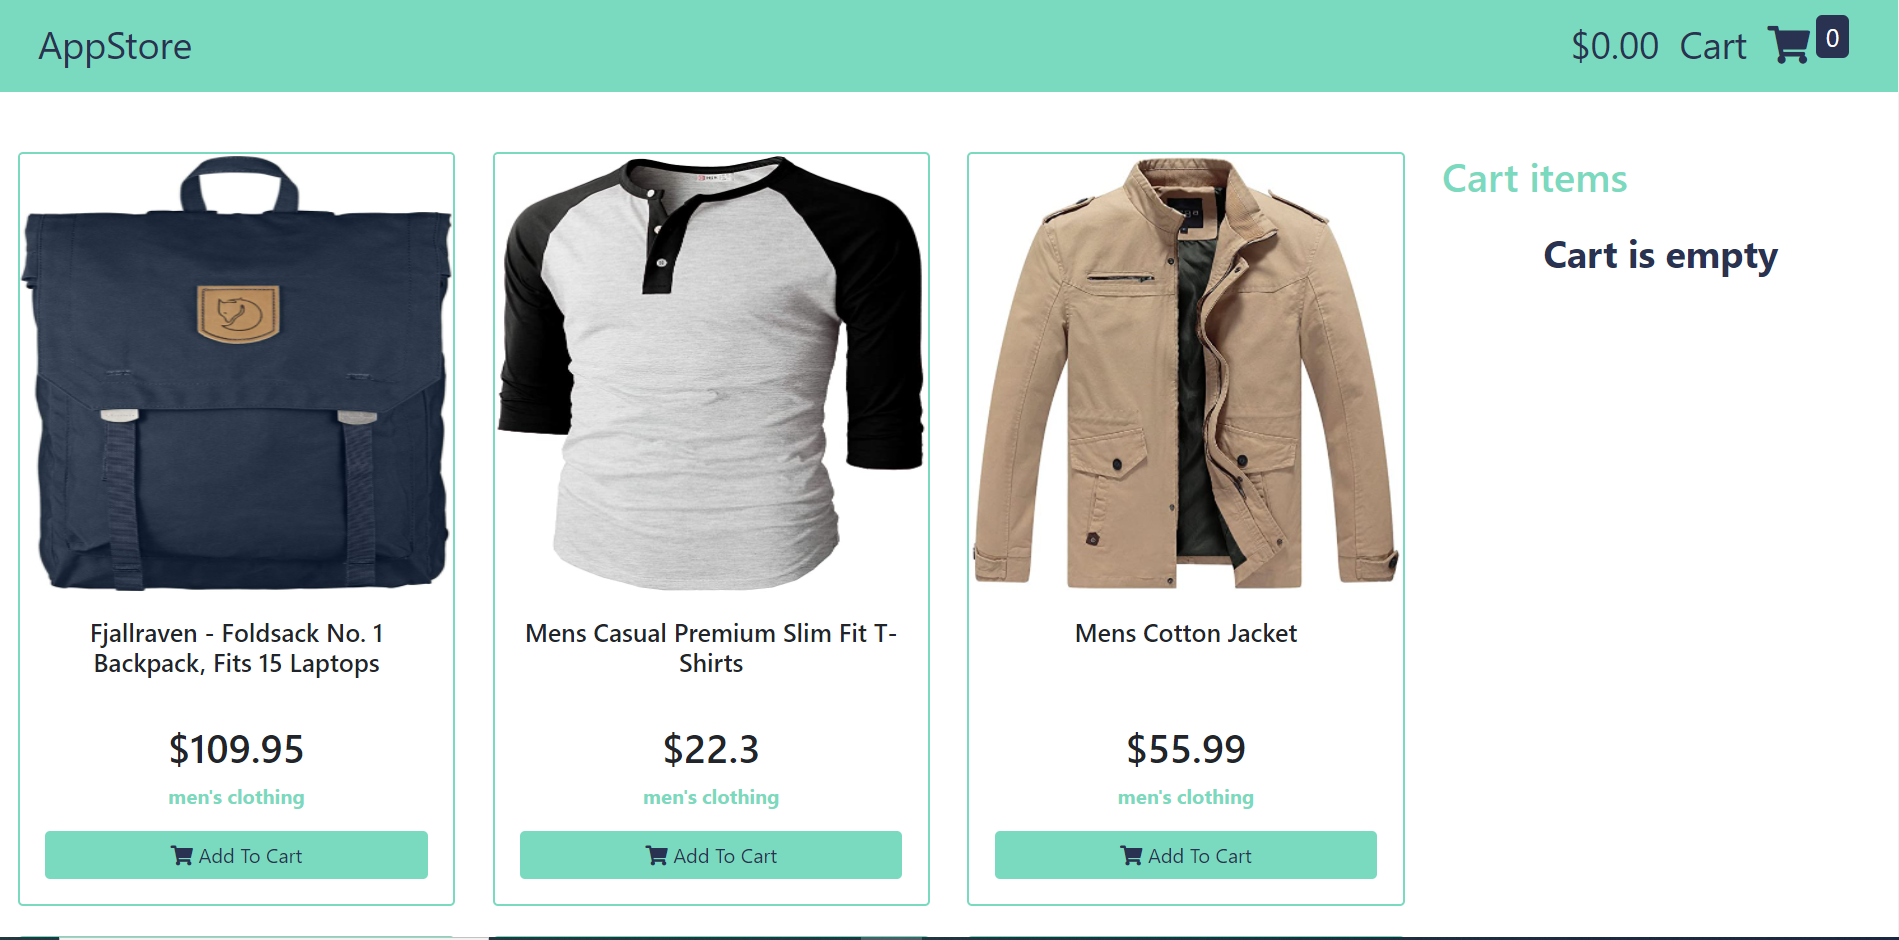 AppStore
$0.00 Cart 0
Cart items
Cart is empty
Fjallraven - Foldsack No. 1
Backpack, Fits 15 Laptops
$109.95
men's clothing
Add To Cart
Mens Casual Premium Slim Fit T-
Shirts
$22.3
men's clothing
Add To Cart
Mens Cotton Jacket
$55.99
men's clothing
Add To Cart